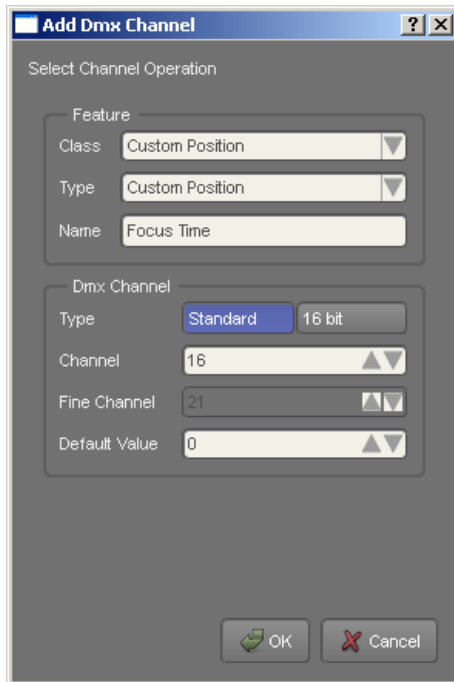 Add Dmx Channel
Select Channel Operation
Feature
Class Custom Position
Type Custom Position
Name Focus Time
Dmx Channel
Type Standard 16 bit
Channel 16
Fine Channel 21
Default Value 0
OK Cancel